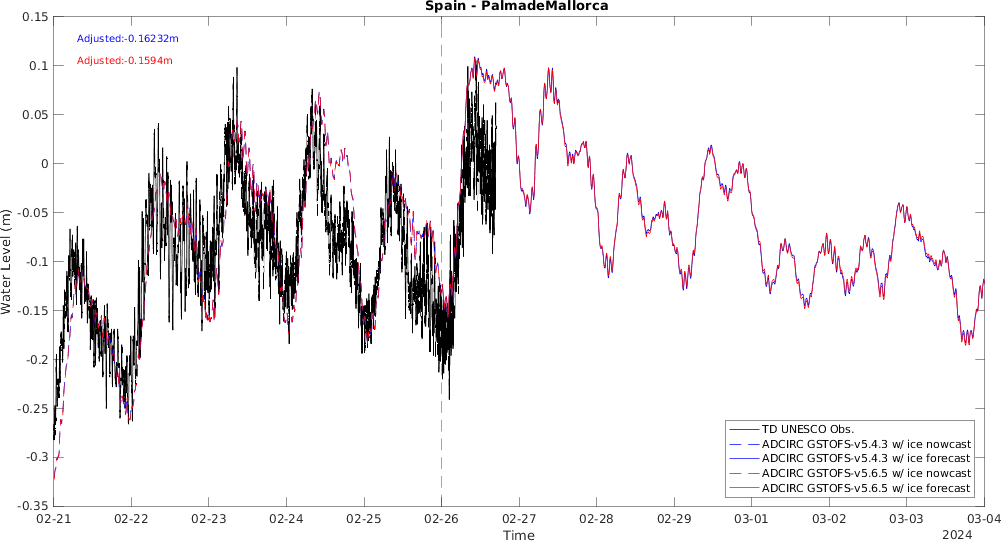 Spain - PalmadeMallorca
Adjusted:-0.16232m
Adjusted:-0.1594m
0.15
0.1
0.05
0
-0.05
-0.1
-0.15
-0.2
-0.25
-0.3
-0.35
Water Level (m)
TD UNESCO Obs.
ADCIRC GSTOFS-v5.4.3 w/ ice nowcast
ADCIRC GSTOFS-v5.4.3 w/ ice forecast
ADCIRC GSTOFS-v5.6.5 w/ ice nowcast
ADCIRC GSTOFS-v5.6.5 w/ ice forecast
02-21 02-22 02-23 02-24 02-25 02-26 02-27 02-28 02-29 03-01 03-02 03-03 03-04
Time
2024